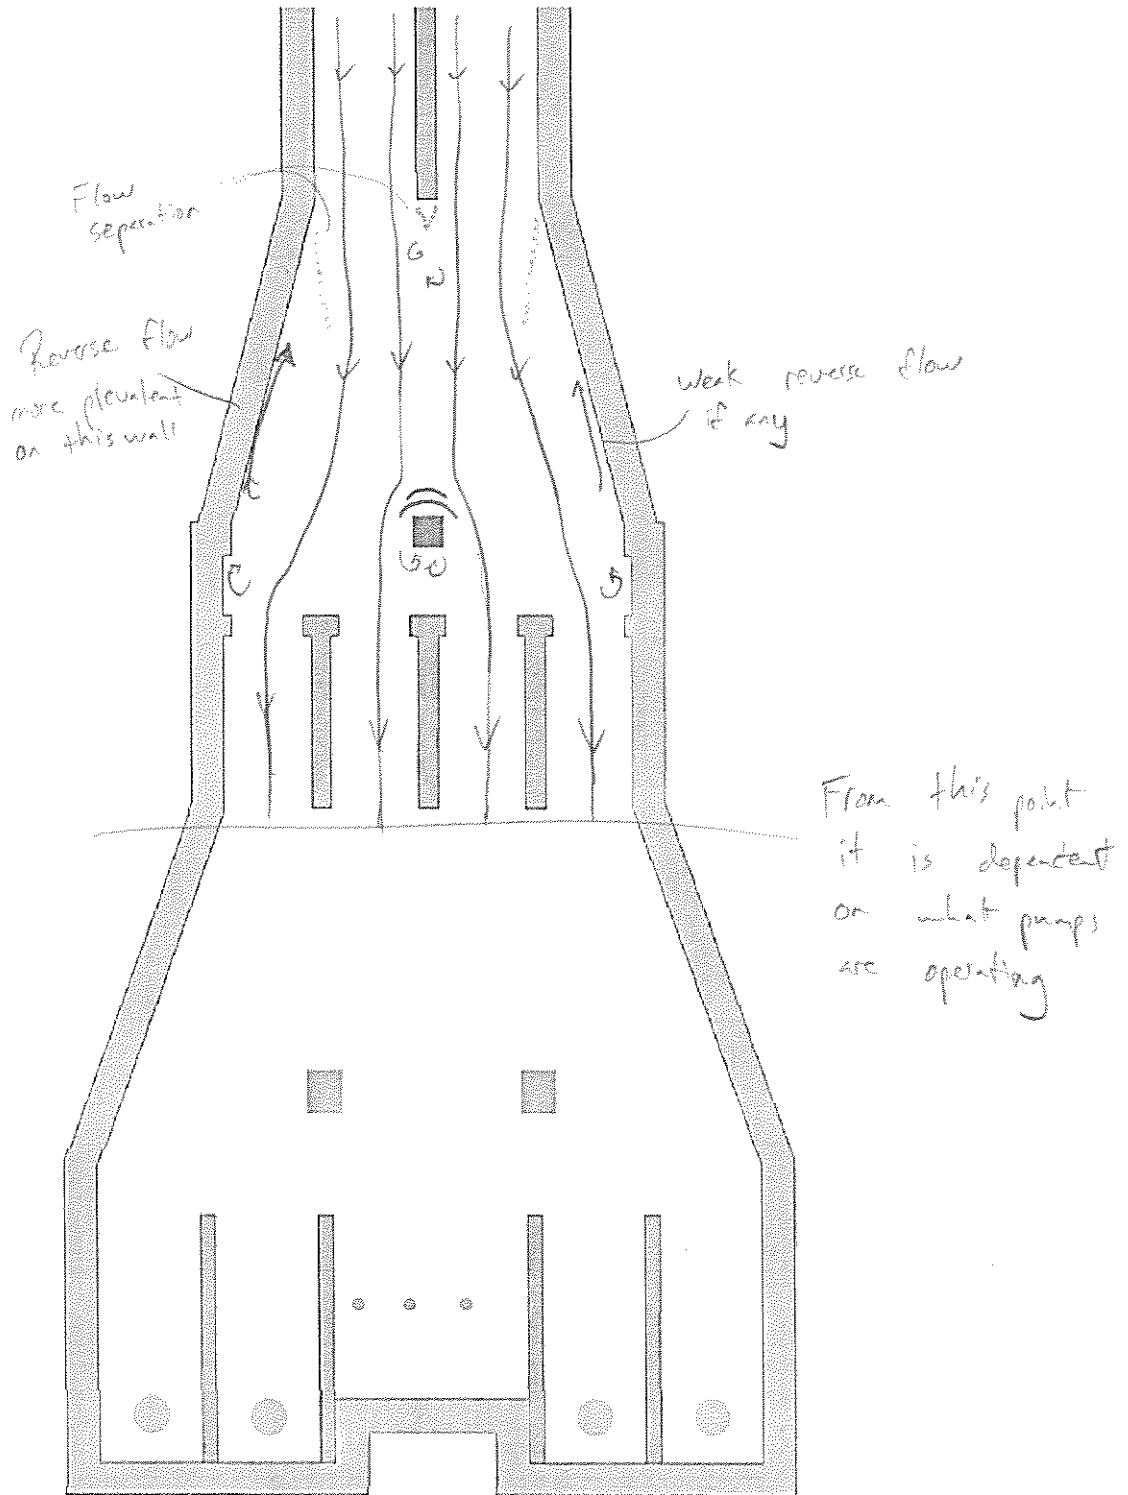 Flow
seperation
Reverse flow
more prevalent
on this wall
Weak reverse flow
if any
From this point
it is dependent
on what pumps
are operating